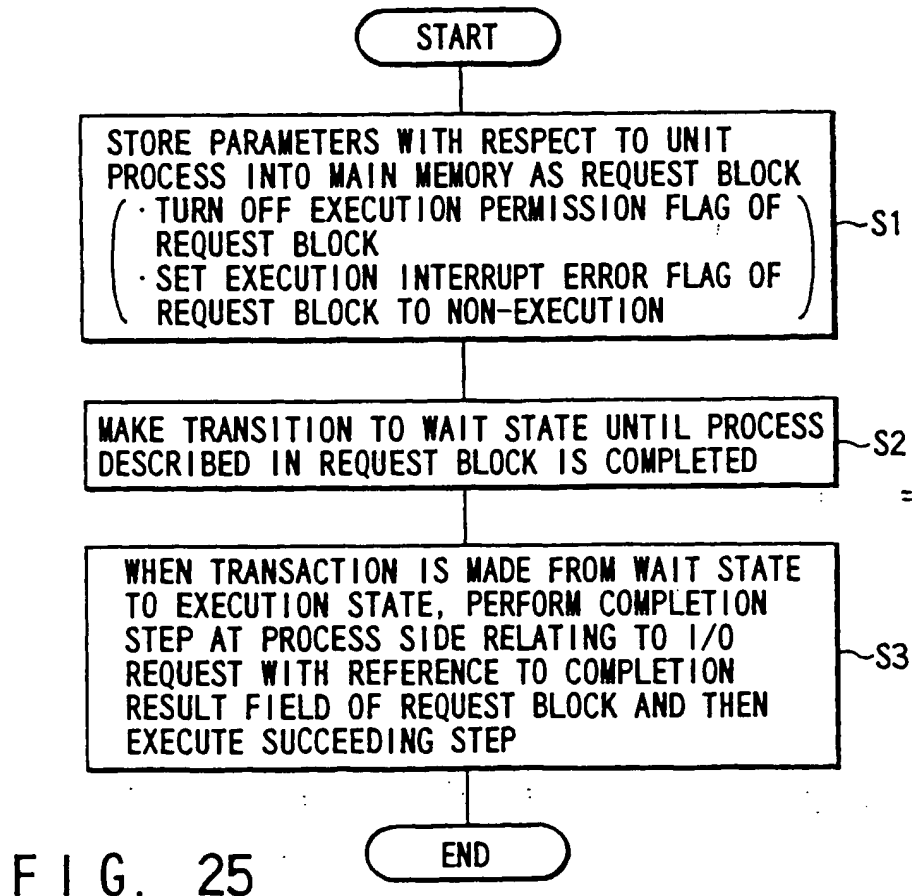 START
STORE PARAMETERS WITH RESPECT TO UNIT
PROCESS INTO MAIN MEMORY AS REQUEST BLOCK
· TURN OFF EXECUTION PERMISSION FLAG OF
REQUEST BLOCK
· SET EXECUTION INTERRUPT ERROR FLAG OF
REQUEST BLOCK TO NON-EXECUTION
S1
MAKE TRANSITION TO WAIT STATE UNTIL PROCESS
DESCRIBED IN REQUEST BLOCK IS COMPLETED
S2
WHEN TRANSACTION IS MADE FROM WAIT STATE
TO EXECUTION STATE, PERFORM COMPLETION
STEP AT PROCESS SIDE RELATING TO I/O
REQUEST WITH REFERENCE TO COMPLETION
RESULT FIELD OF REQUEST BLOCK AND THEN
EXECUTE SUCCEEDING STEP
S3
END
FIG. 25